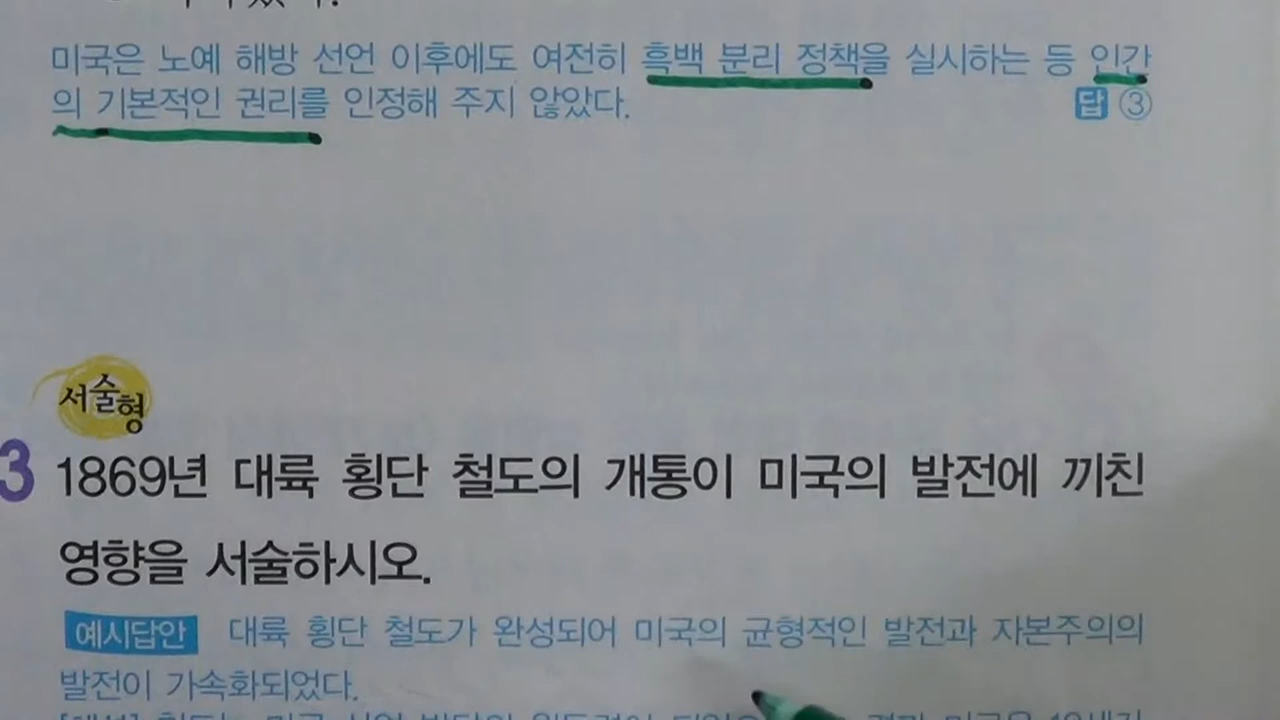 미국은 노예 해방 선언 이후에도 여전히 흑백 분리 정책을 실시하는 등 인간
의 기본적인 권리를 인정해 주지 않았다. 답 ③
서술형
3 1869년 대륙 횡단 철도의 개통이 미국의 발전에 끼친
영향을 서술하시오.
예시답안 대륙 횡단 철도가 완성되어 미국의 균형적인 발전과 자본주의의
발전이 가속화되었다.